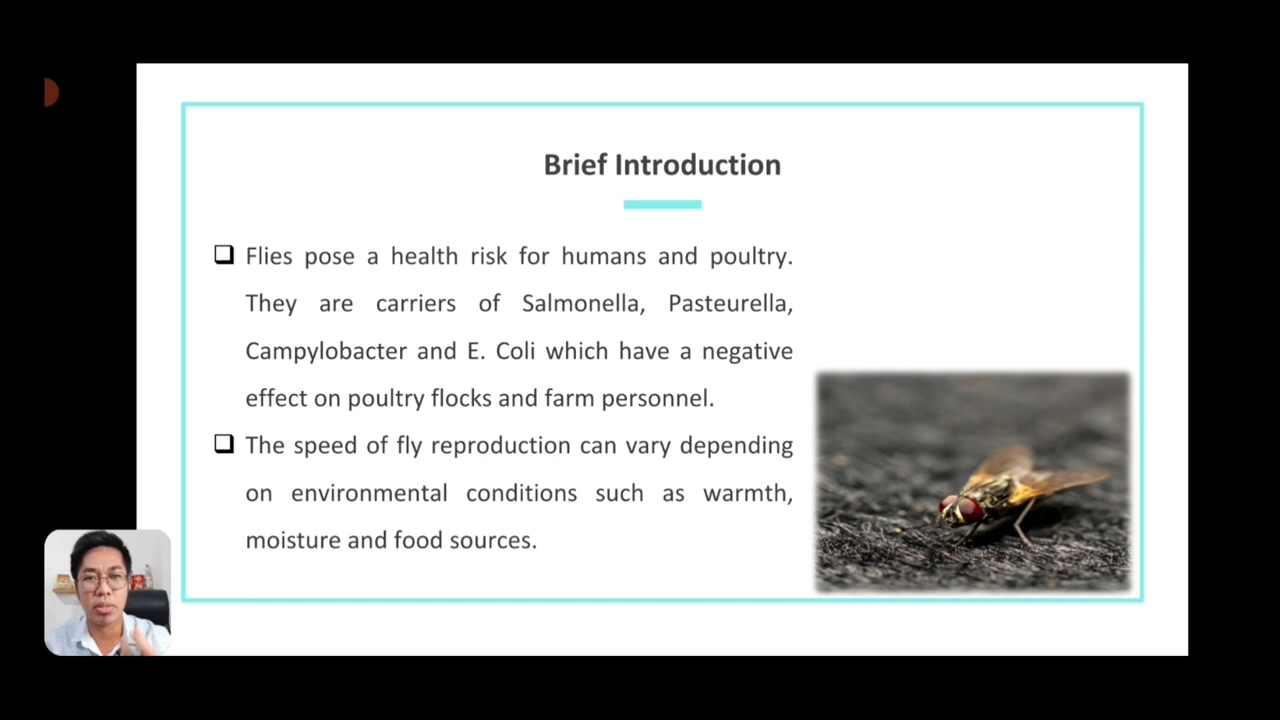 Brief Introduction
Flies pose a health risk for humans and poultry.
They are carriers of Salmonella, Pasteurella,
Campylobacter and E. Coli which have a negative
effect on poultry flocks and farm personnel.
The speed of fly reproduction can vary depending
on environmental conditions such as warmth,
moisture and food sources.